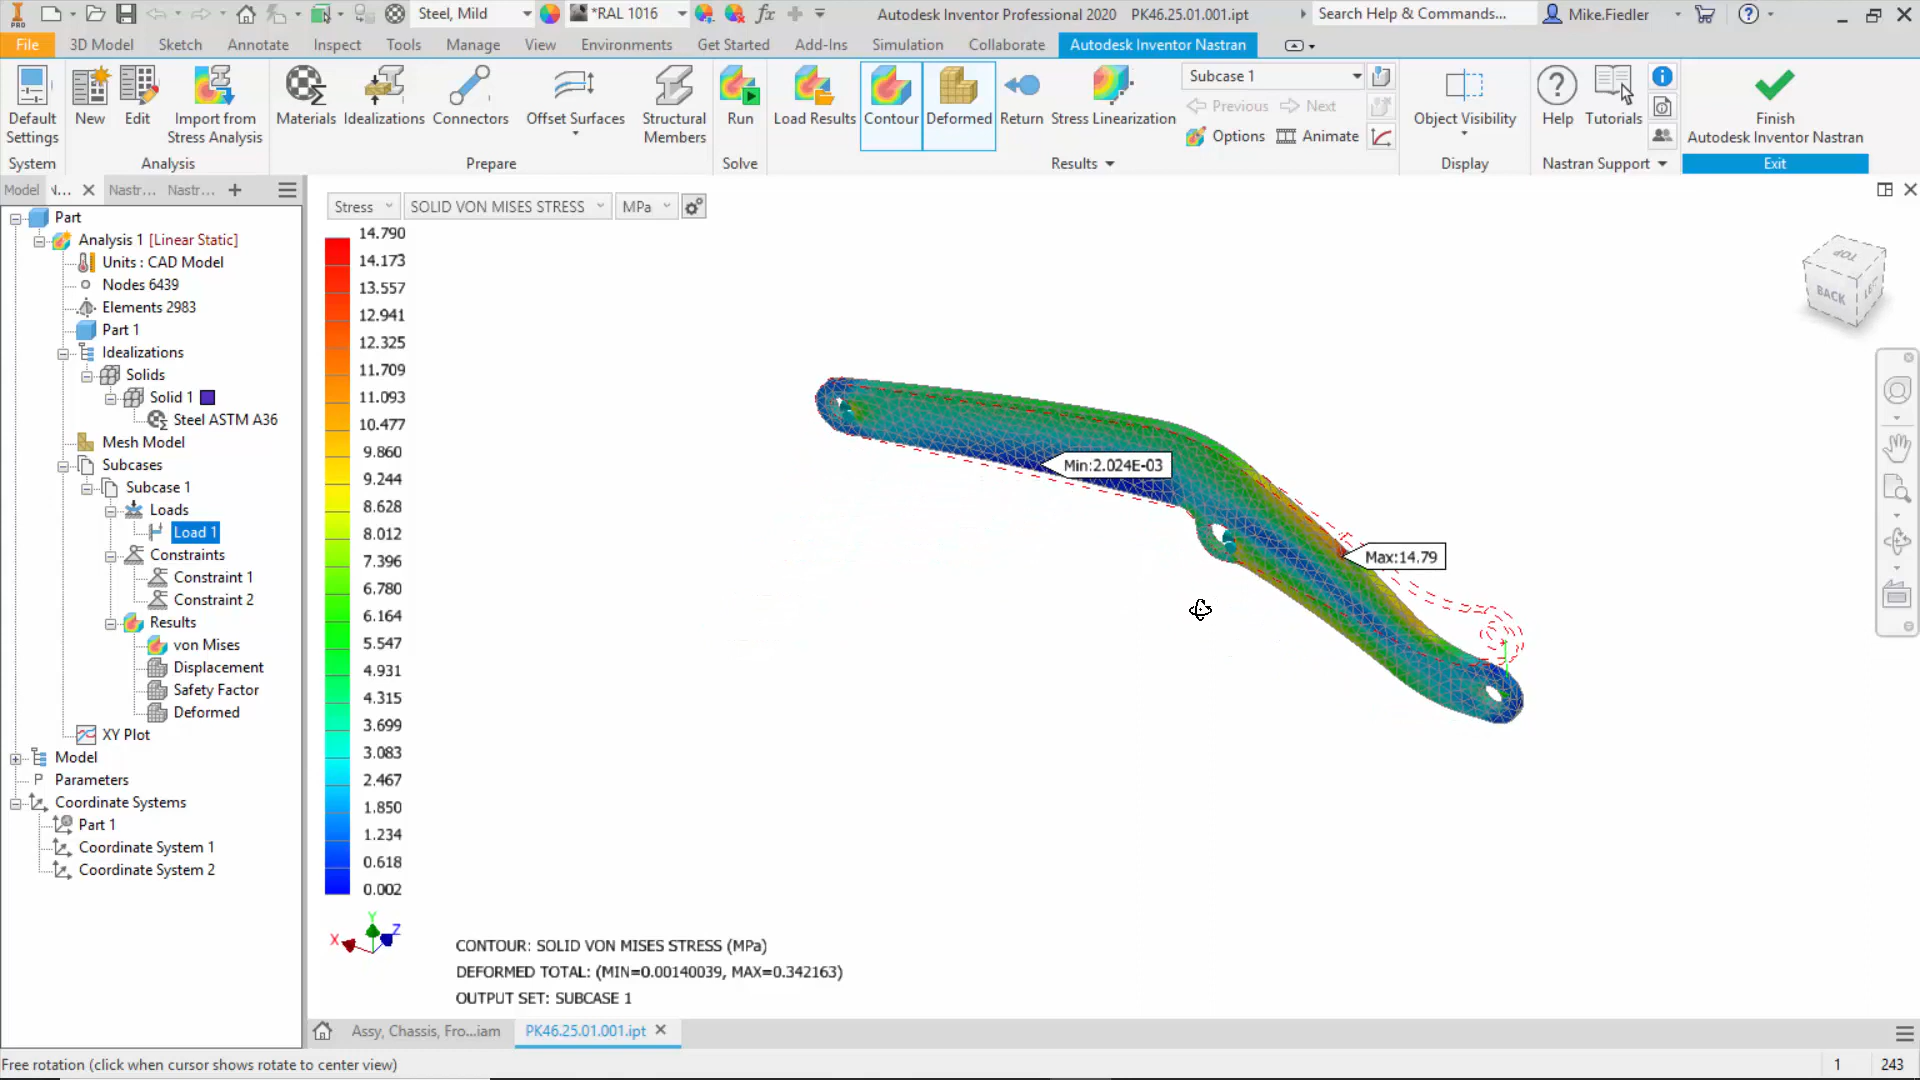 Steel, Mild
*RAL 1016
fx
Autodesk Inventor Professional 2020 PK46.25.01.001.ipt
Search Help & Commands...
Mike.Fiedler
PRO
File 3D Model Sketch Annotate Inspect Tools Manage View Environments Get Started Add-Ins Simulation Collaborate Autodesk Inventor Nastran
Default Settings
New
Edit
Import from Stress Analysis
Materials
Idealizations
Connectors
Offset Surfaces
Structural Members
Run
Load Results
Contour
Deformed
Return
Stress Linearization
Subcase 1
Previous Next
Options Animate
Object Visibility
Help
Tutorials
Finish Autodesk Inventor Nastran
System Analysis Prepare Solve Results Display Nastran Support Exit
Model N... Nastr... Nastr...
Part
Analysis 1 [Linear Static]
Units : CAD Model
Nodes 6439
Elements 2983
Part 1
Idealizations
Solids
Solid 1
Steel ASTM A36
Mesh Model
Subcases
Subcase 1
Loads
Load 1
Constraints
Constraint 1
Constraint 2
Results
von Mises
Displacement
Safety Factor
Deformed
XY Plot
Model
P Parameters
Coordinate Systems
Part 1
Coordinate System 1
Coordinate System 2
Stress SOLID VON MISES STRESS MPa
14.790
14.173
13.557
12.941
12.325
11.709
11.093
10.477
9.860
9.244
8.628
8.012
7.396
6.780
6.164
5.547
4.931
4.315
3.699
3.083
2.467
1.850
1.234
0.618
0.002
Min:2.024E-03
Max:14.79
TOP
BACK
LEFT
Y
X
Z
CONTOUR: SOLID VON MISES STRESS (MPa)
DEFORMED TOTAL: (MIN=0.00140039, MAX=0.342163)
OUTPUT SET: SUBCASE 1
Assy, Chassis, Fro...iam PK46.25.01.001.ipt
Free rotation (click when cursor shows rotate to center view)
1 243